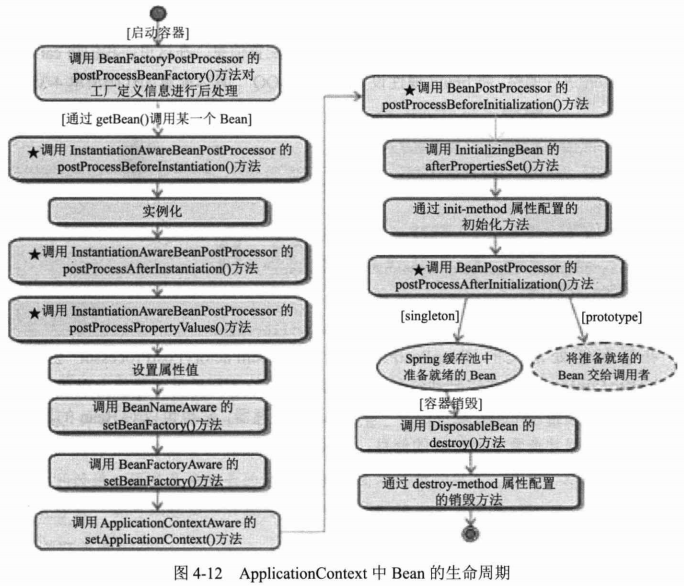 [启动容器]
调用 BeanFactoryPostProcessor 的
postProcessBeanFactory()方法对
工厂定义信息进行后处理
[通过 getBean()调用某一个 Bean]
★调用 InstantiationAwareBeanPostProcessor 的
postProcessBeforeInstantiation()方法
实例化
★调用 InstantiationAwareBeanPostProcessor 的
postProcessAfterInstantiation()方法
★调用 InstantiationAwareBeanPostProcessor 的
postProcessPropertyValues()方法
设置属性值
调用 BeanNameAware 的
setBeanFactory()方法
调用 BeanFactoryAware 的
setBeanFactory()方法
调用 ApplicationContextAware 的
setApplicationContext()方法
★调用 BeanPostProcessor 的
postProcessBeforeInitialization()方法
调用 InitializingBean 的
afterPropertiesSet()方法
通过 init-method 属性配置的
初始化方法
★调用 BeanPostProcessor 的
postProcessAfterInitialization()方法
[singleton]
[prototype]
Spring 缓存池中
准备就绪的 Bean
将准备就绪的
Bean 交给调用者
[容器销毁]
调用 DisposableBean 的
destroy()方法
通过 destroy-method 属性配置
的销毁方法
图 4-12 ApplicationContext 中 Bean 的生命周期